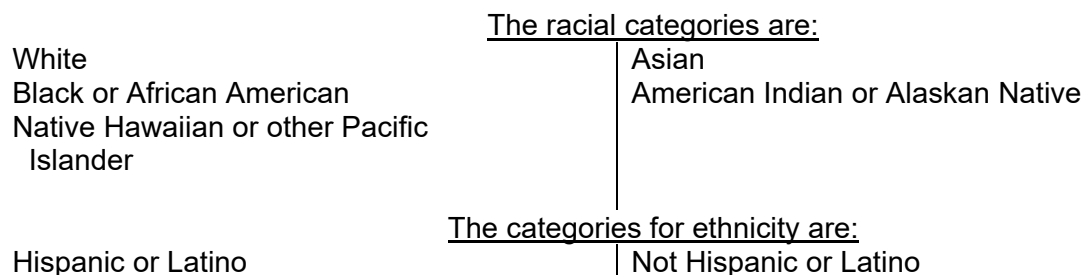 The racial categories are:
White
Black or African American
Native Hawaiian or other Pacific
Islander
Asian
American Indian or Alaskan Native
The categories for ethnicity are:
Hispanic or Latino
Not Hispanic or Latino